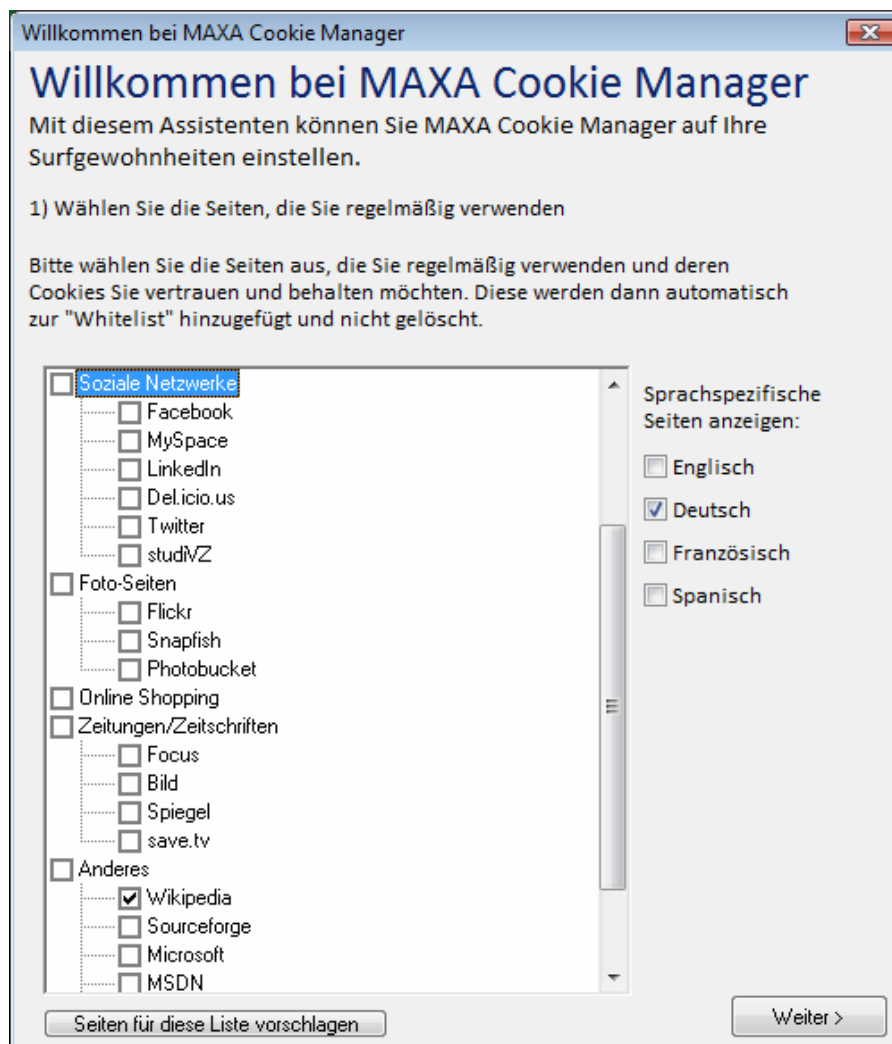 Willkommen bei MAXA Cookie Manager
Willkommen bei MAXA Cookie Manager
Mit diesem Assistenten können Sie MAXA Cookie Manager auf Ihre
Surfgewohnheiten einstellen.
1) Wählen Sie die Seiten, die Sie regelmäßig verwenden
Bitte wählen Sie die Seiten aus, die Sie regelmäßig verwenden und deren
Cookies Sie vertrauen und behalten möchten. Diese werden dann automatisch
zur "Whitelist" hinzugefügt und nicht gelöscht.
Soziale Netzwerke
Facebook
MySpace
LinkedIn
Del.icio.us
Twitter
studiVZ
Foto-Seiten
Flickr
Snapfish
Photobucket
Online Shopping
Zeitungen/Zeitschriften
Focus
Bild
Spiegel
save.tv
Anderes
Wikipedia
Sourceforge
Microsoft
MSDN
Sprachspezifische
Seiten anzeigen:
Englisch
Deutsch
Französisch
Spanisch
Seiten für diese Liste vorschlagen
Weiter >